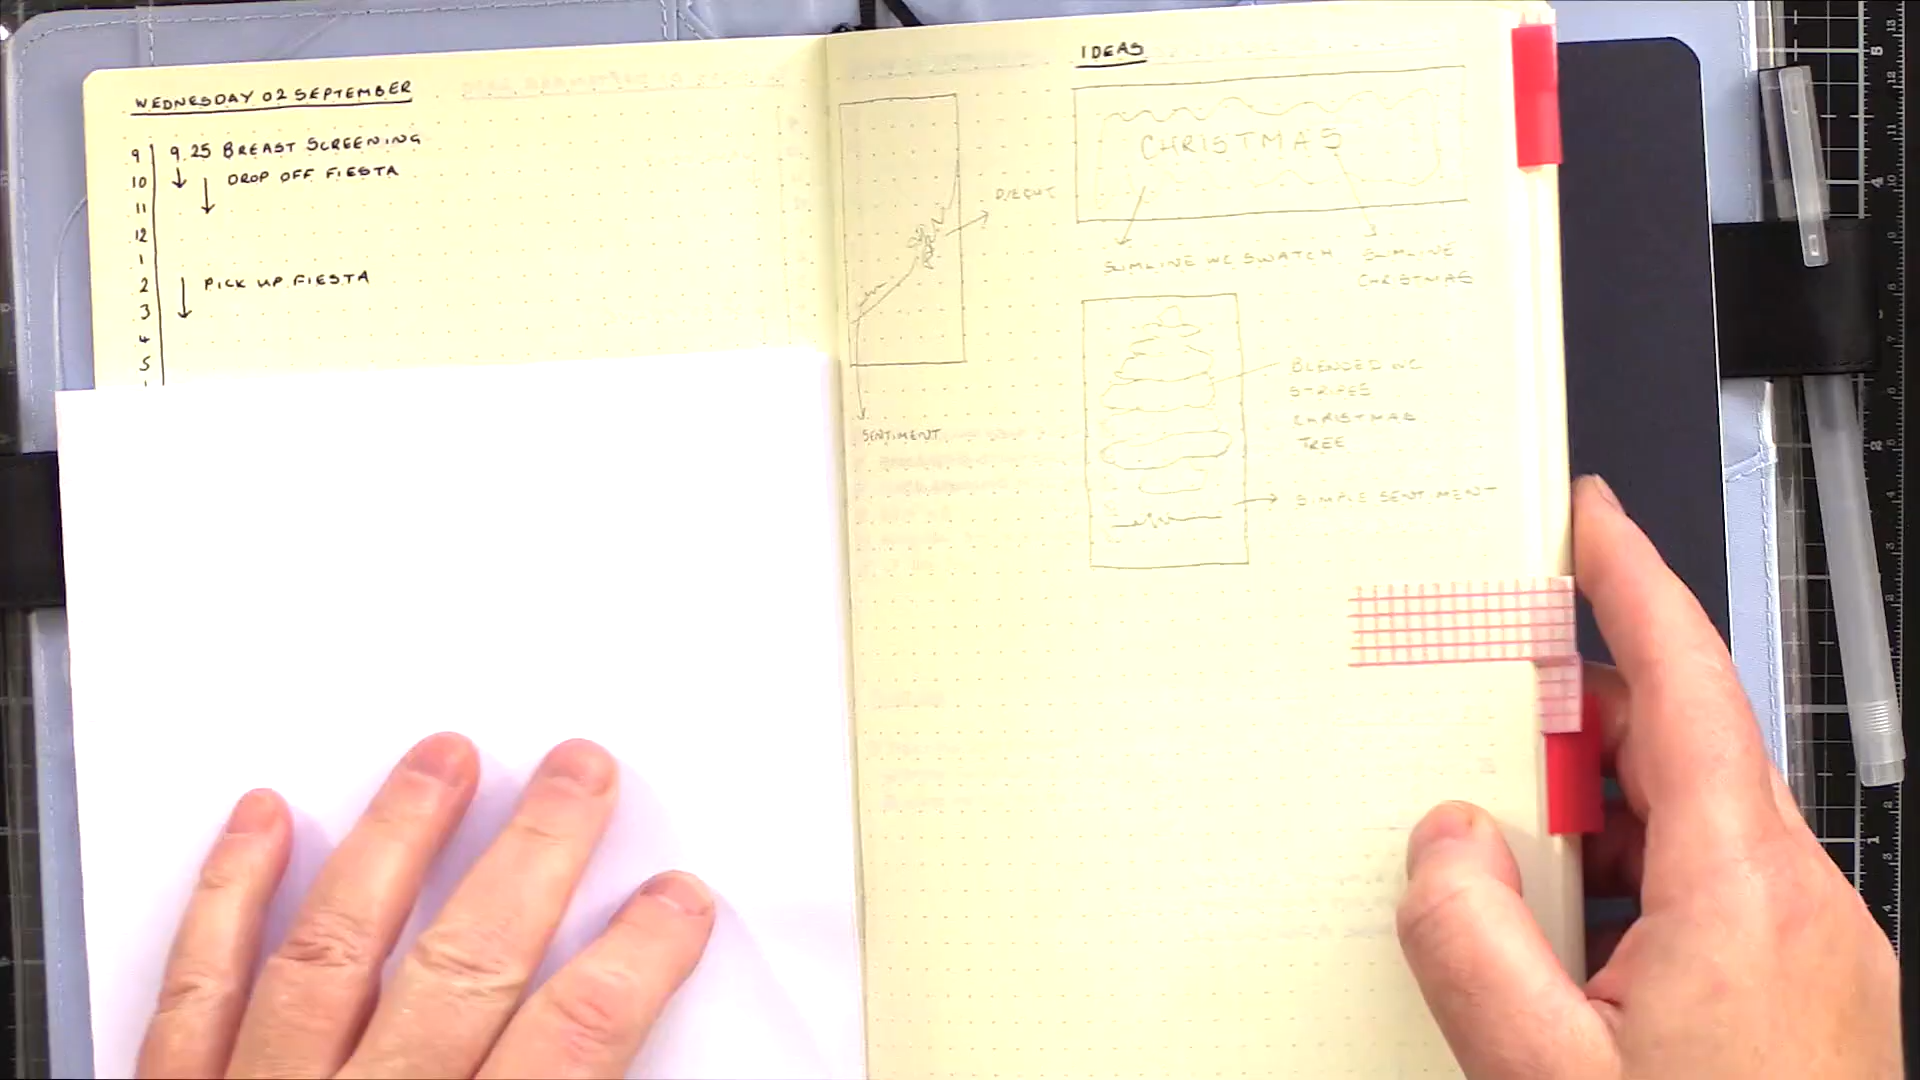 WEDNESDAY 02 SEPTEMBER
9 9.25 BREAST SCREENING
10 DROP OFF FIESTA
11
12
1
2 PICK UP FIESTA
3
4
5
IDEAS
CHRISTMAS
DIECUT
SLIMLINE WC SWATCH
SLIMLINE
CHRISTMAS
BLENDED WC
STRIPES
CHRISTMAS
TREE
SENTIMENT
SIMPLE SENTIMENT